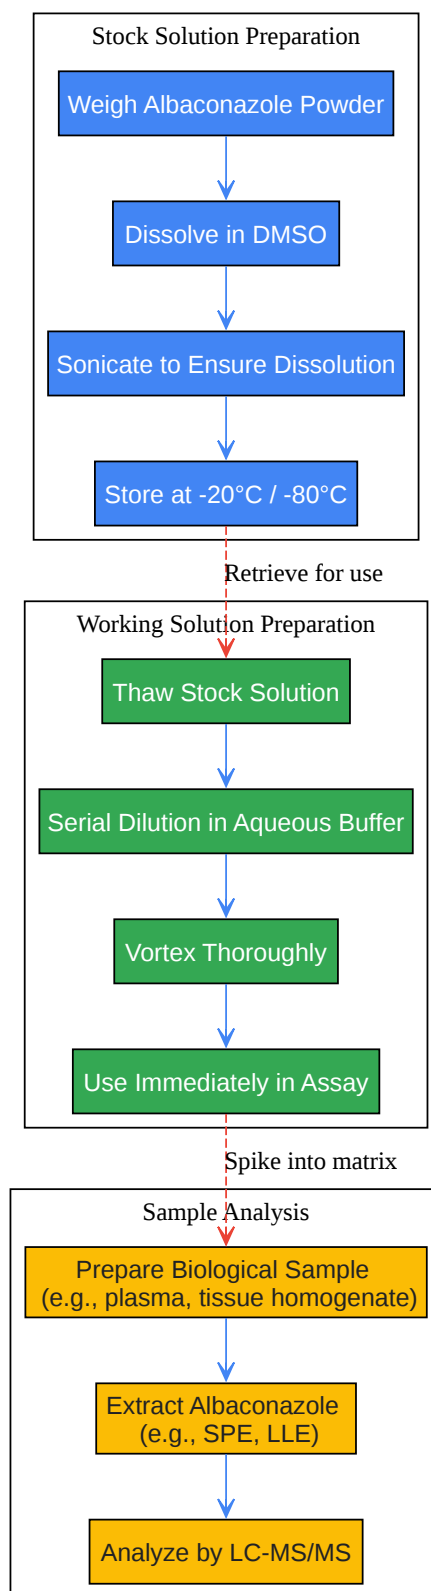 Stock Solution Preparation
Weigh Albaconazole Powder
Dissolve in DMSO
Sonicate to Ensure Dissolution
Store at -20°C / -80°C
Retrieve for use
Working Solution Preparation
Thaw Stock Solution
Serial Dilution in Aqueous Buffer
Vortex Thoroughly
Use Immediately in Assay
Spike into matrix
Sample Analysis
Prepare Biological Sample
(e.g., plasma, tissue homogenate)
Extract Albaconazole
(e.g., SPE, LLE)
Analyze by LC-MS/MS